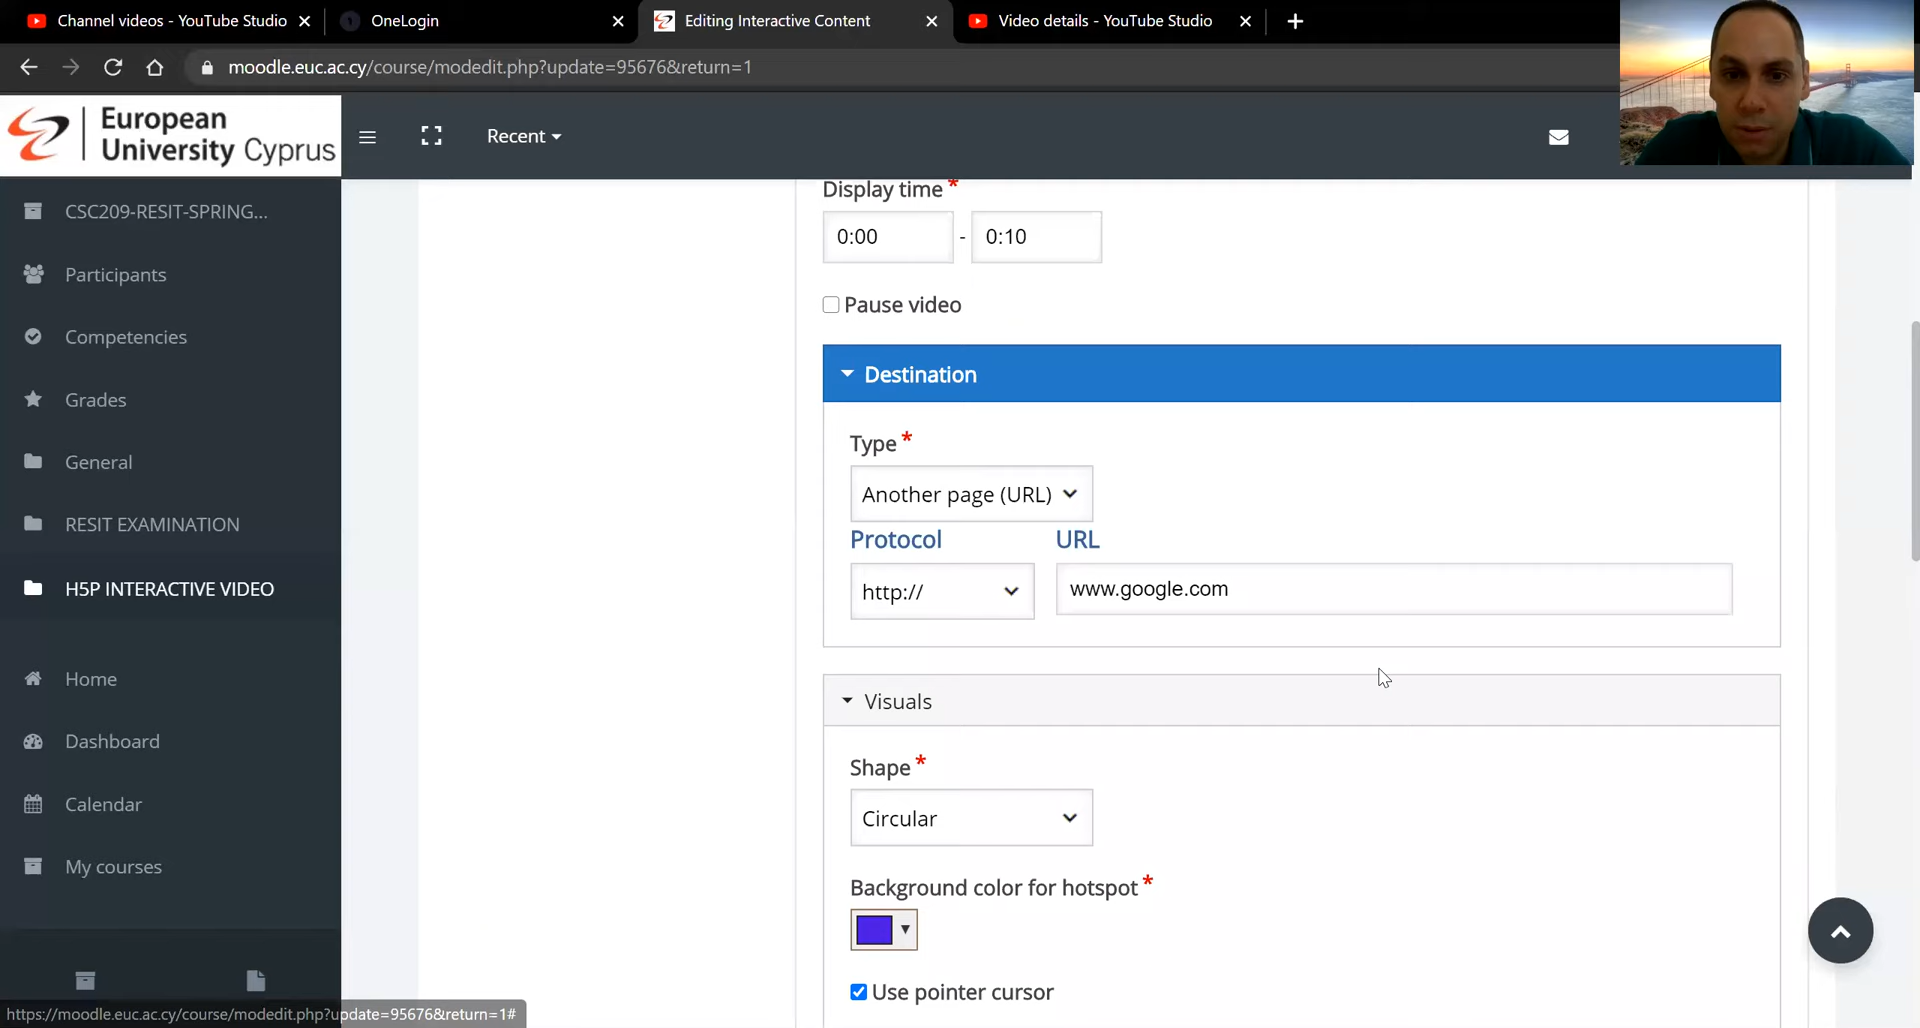 Channel videos - YouTube Studio
OneLogin
Editing Interactive Content
Video details - YouTube Studio
moodle.euc.ac.cy/course/modedit.php?update=95676&return=1
European
University Cyprus
Recent
CSC209-RESIT-SPRING...
Participants
Competencies
Grades
General
RESIT EXAMINATION
H5P INTERACTIVE VIDEO
Home
Dashboard
Calendar
My courses
Display time *
0:00 - 0:10
Pause video
Destination
Type *
Another page (URL)
Protocol URL
http:// www.google.com
Visuals
Shape *
Circular
Background color for hotspot *
Use pointer cursor
https://moodle.euc.ac.cy/course/modedit.php?update=95676&return=1#